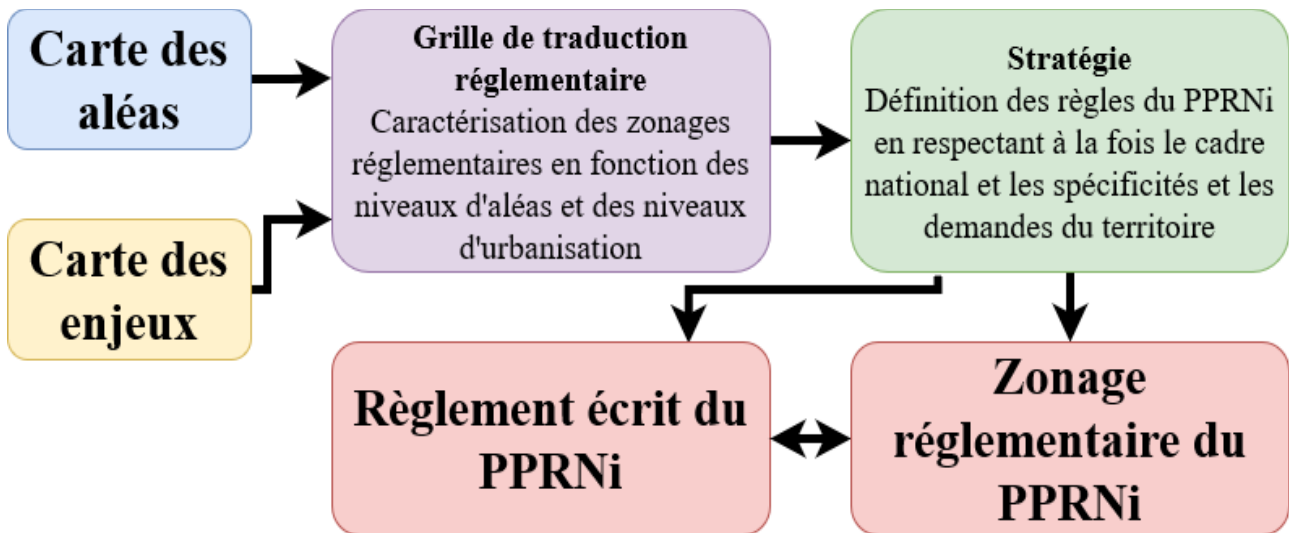 Carte des
aléas
Carte des
enjeux
Grille de traduction
réglementaire
Caractérisation des zonages
réglementaires en fonction des
niveaux d'aléas et des niveaux
d'urbanisation
Stratégie
Définition des règles du PPRNi
en respectant à la fois le cadre
national et les spécificités et les
demandes du territoire
Règlement écrit du
PPRNi
Zonage
réglementaire du
PPRNi